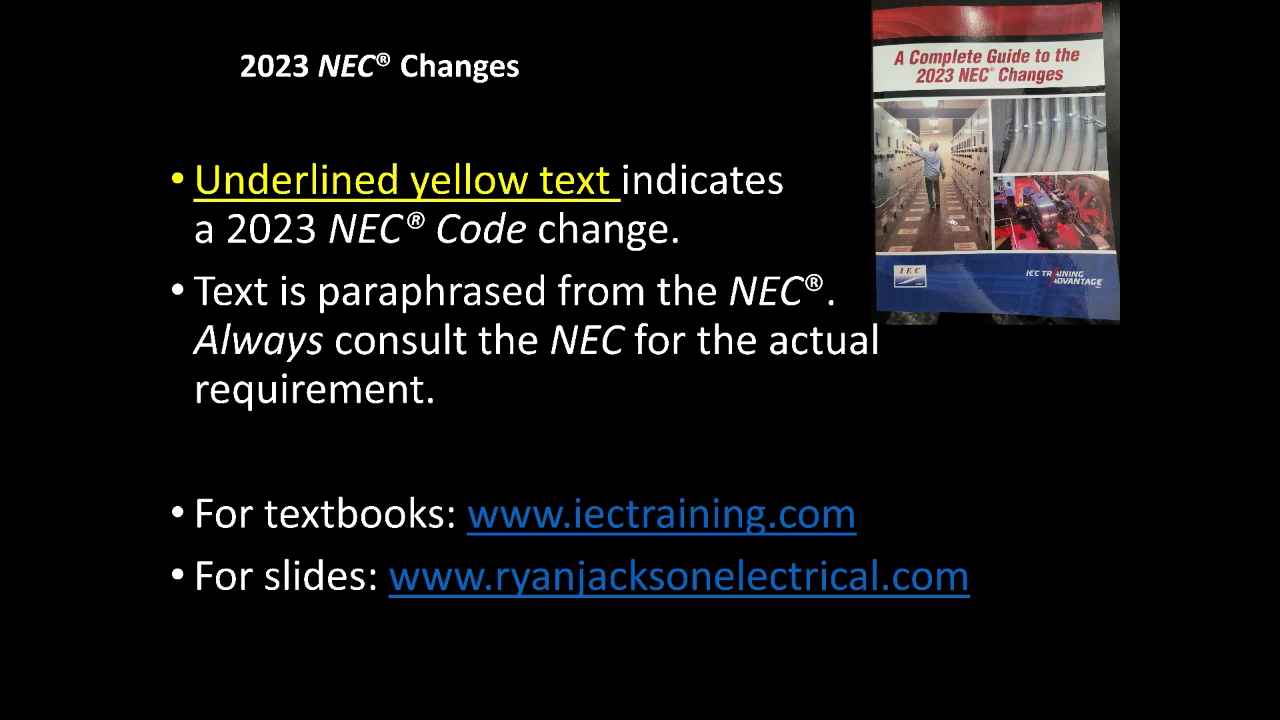 2023 NEC® Changes
A Complete Guide to the
2023 NEC® Changes
• Underlined yellow text indicates
a 2023 NEC® Code change.
• Text is paraphrased from the NEC®.
Always consult the NEC for the actual
requirement.
IEC
IEC TRAINING
ADVANTAGE
• For textbooks: www.iectraining.com
• For slides: www.ryanjacksonelectrical.com